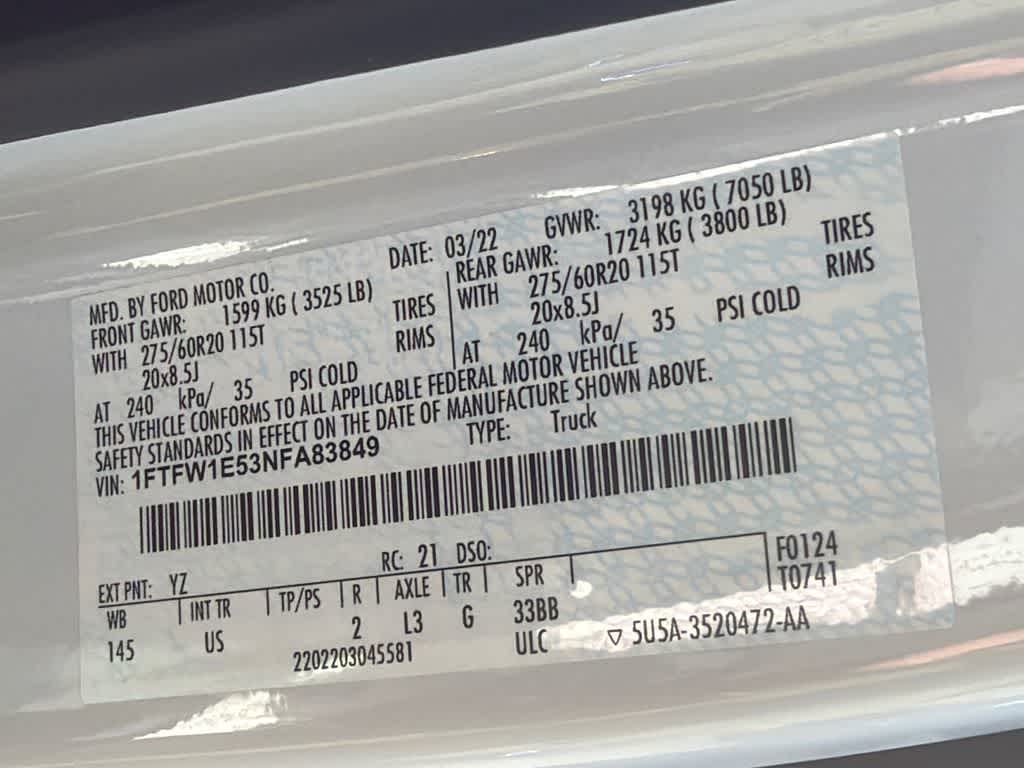 MFD. BY FORD MOTOR CO. DATE: 03/22 GVWR: 3198 KG ( 7050 LB)
FRONT GAWR: 1599 KG ( 3525 LB) REAR GAWR: 1724 KG ( 3800 LB)
WITH 275/60R20 115T TIRES WITH 275/60R20 115T TIRES
20x8.5J RIMS 20x8.5J RIMS
AT 240 kPa/ 35 PSI COLD AT 240 kPa/ 35 PSI COLD
THIS VEHICLE CONFORMS TO ALL APPLICABLE FEDERAL MOTOR VEHICLE
SAFETY STANDARDS IN EFFECT ON THE DATE OF MANUFACTURE SHOWN ABOVE.
VIN: 1FTFW1E53NFA83849 TYPE: Truck
EXT PNT: YZ RC: 21 DSO: F0124
WB INT TR TP/PS R AXLE TR SPR T0741
145 US 2 L3 G 33BB
2202203045581 ULC ▽ 5U5A-3520472-AA